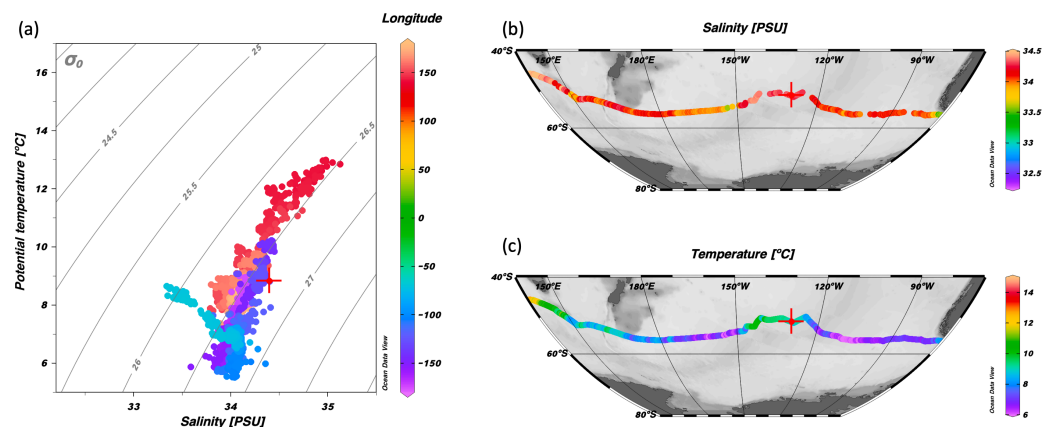 (a)
Longitude
σ₀
25
24.5
25.5
26.5
26
27
16
14
12
10
8
6
Potential temperature [ºC]
33
34
35
Salinity [PSU]
150
100
50
0
−50
−100
−150
Ocean Data View
(b)
Salinity [PSU]
40°S
60°S
80°S
150°E
180°E
150°W
120°W
90°W
34.5
34
33.5
33
32.5
Ocean Data View
(c)
Temperature [ºC]
40°S
60°S
80°S
150°E
180°E
150°W
120°W
90°W
14
12
10
8
6
Ocean Data View